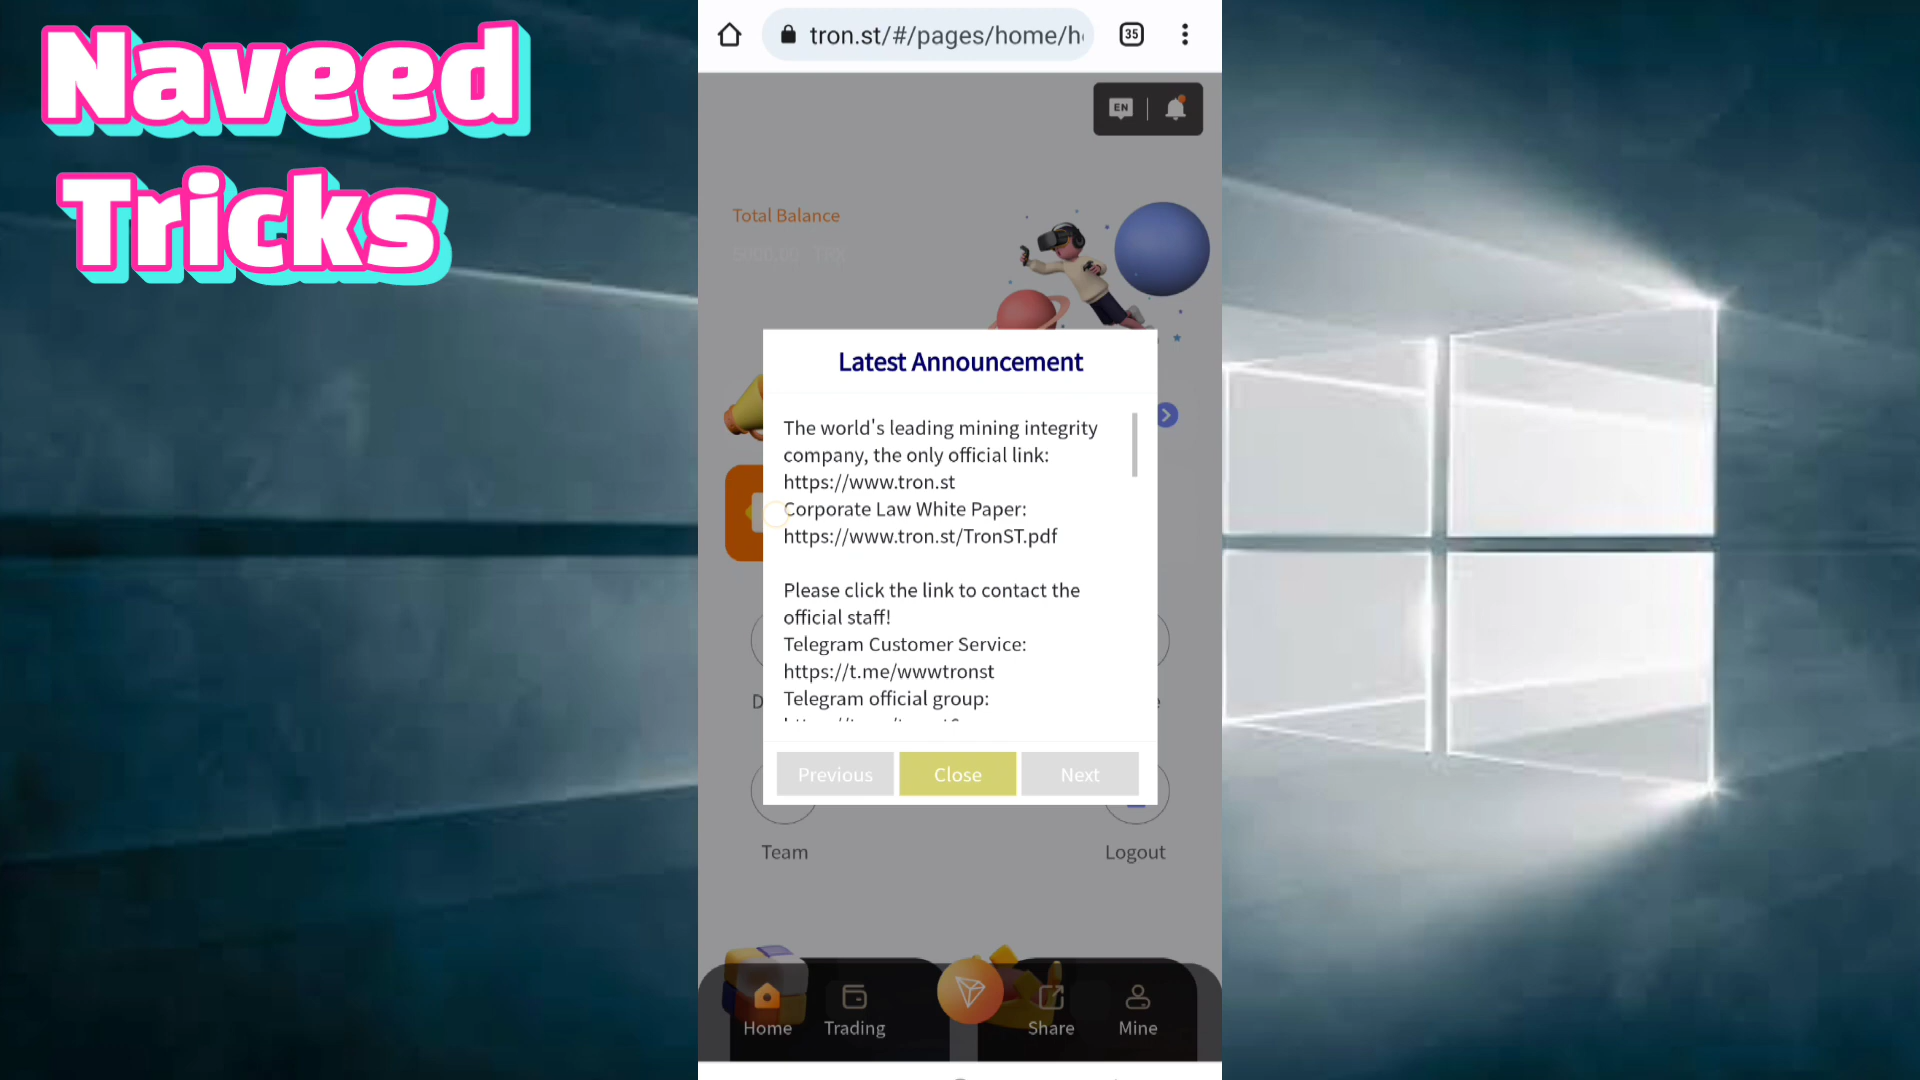 Naveed
Tricks
tron.st/#/pages/home/h
35
EN
Total Balance
5000.00 TRX
Latest Announcement
The world's leading mining integrity
company, the only official link:
https://www.tron.st
Corporate Law White Paper:
https://www.tron.st/TronST.pdf
Please click the link to contact the
official staff!
Telegram Customer Service:
https://t.me/wwwtronst
Telegram official group:
Previous
Close
Next
Team
Logout
Home
Trading
Share
Mine